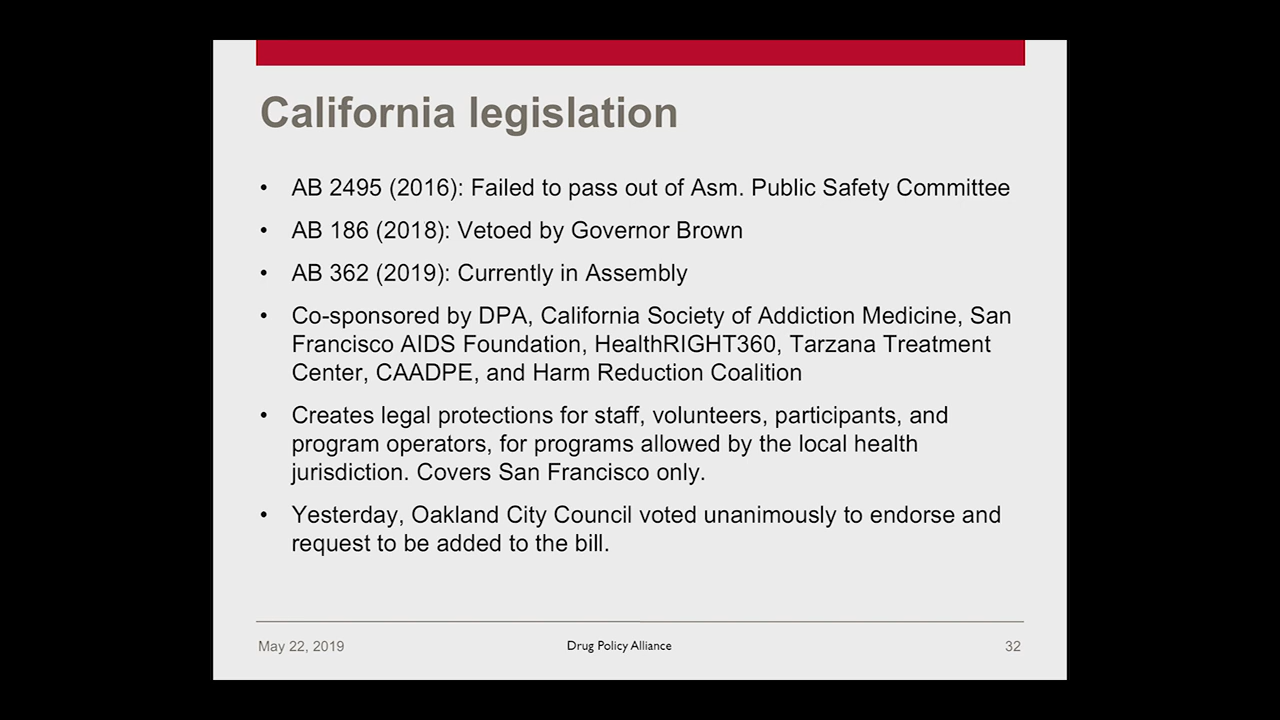 California legislation
• AB 2495 (2016): Failed to pass out of Asm. Public Safety Committee
• AB 186 (2018): Vetoed by Governor Brown
• AB 362 (2019): Currently in Assembly
• Co-sponsored by DPA, California Society of Addiction Medicine, San
Francisco AIDS Foundation, HealthRIGHT360, Tarzana Treatment
Center, CAADPE, and Harm Reduction Coalition
• Creates legal protections for staff, volunteers, participants, and
program operators, for programs allowed by the local health
jurisdiction. Covers San Francisco only.
• Yesterday, Oakland City Council voted unanimously to endorse and
request to be added to the bill.
May 22, 2019 Drug Policy Alliance 32